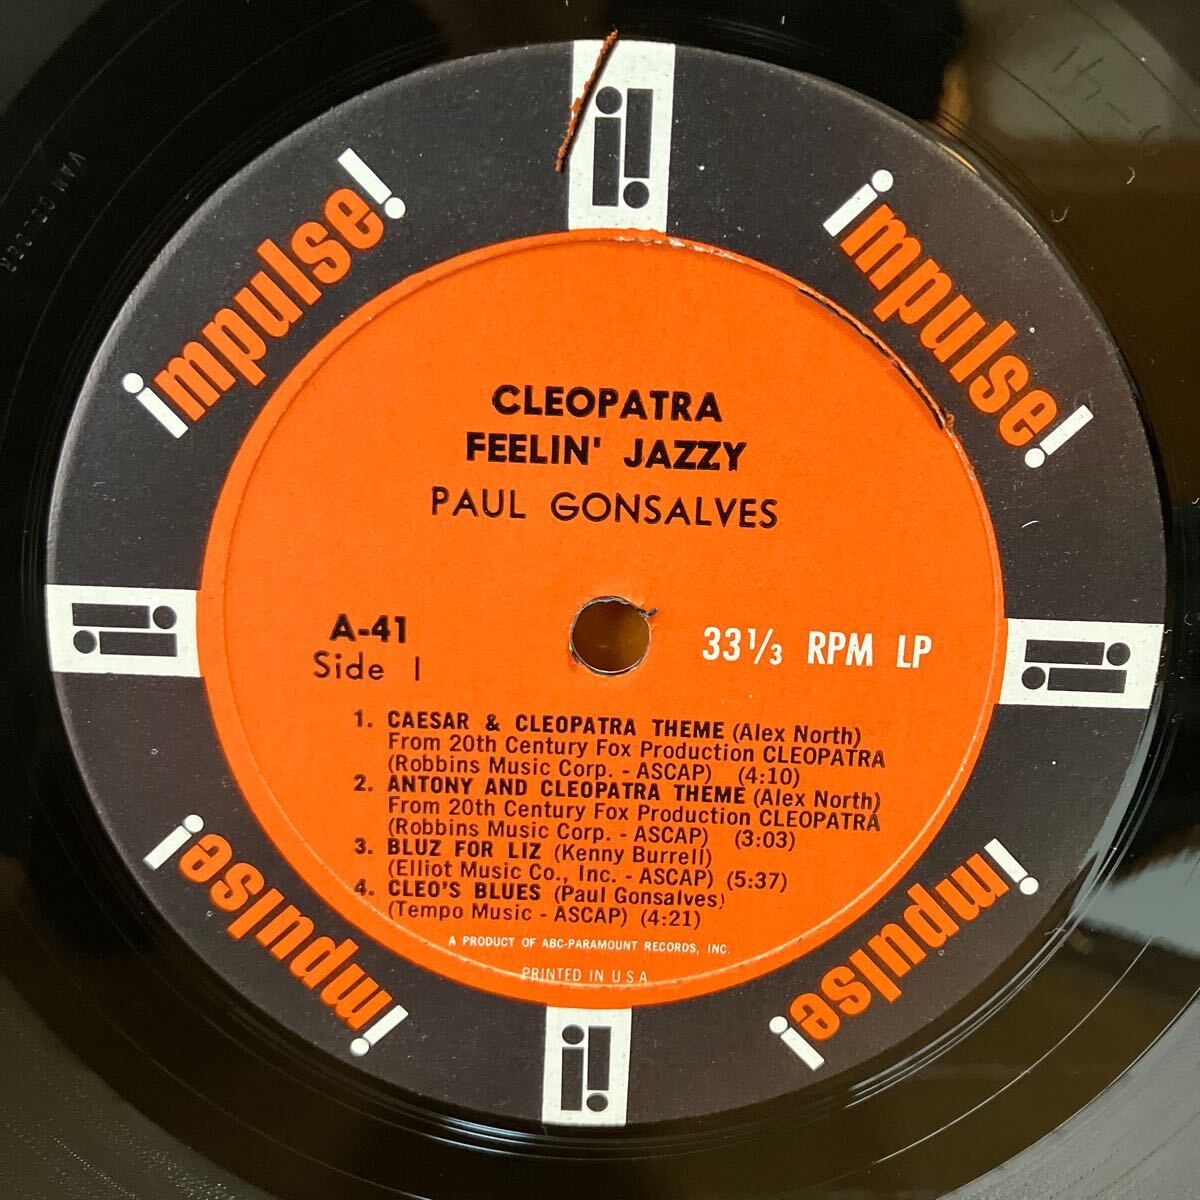 impulse!
impulse!
CLEOPATRA
FEELIN' JAZZY
PAUL GONSALVES
A-41
Side 1
33 1/3 RPM LP
1. CAESAR & CLEOPATRA THEME (Alex North)
From 20th Century Fox Production CLEOPATRA
(Robbins Music Corp. - ASCAP) (4:10)
2. ANTONY AND CLEOPATRA THEME (Alex North)
From 20th Century Fox Production CLEOPATRA
(Robbins Music Corp. - ASCAP) (3:03)
3. BLUZ FOR LIZ (Kenny Burrell)
(Elliot Music Co., Inc. - ASCAP) (5:37)
4. CLEO'S BLUES (Paul Gonsalves)
(Tempo Music - ASCAP) (4:21)
A PRODUCT OF ABC-PARAMOUNT RECORDS, INC.
PRINTED IN U S A
impulse!
impulse!
VAN GELDER